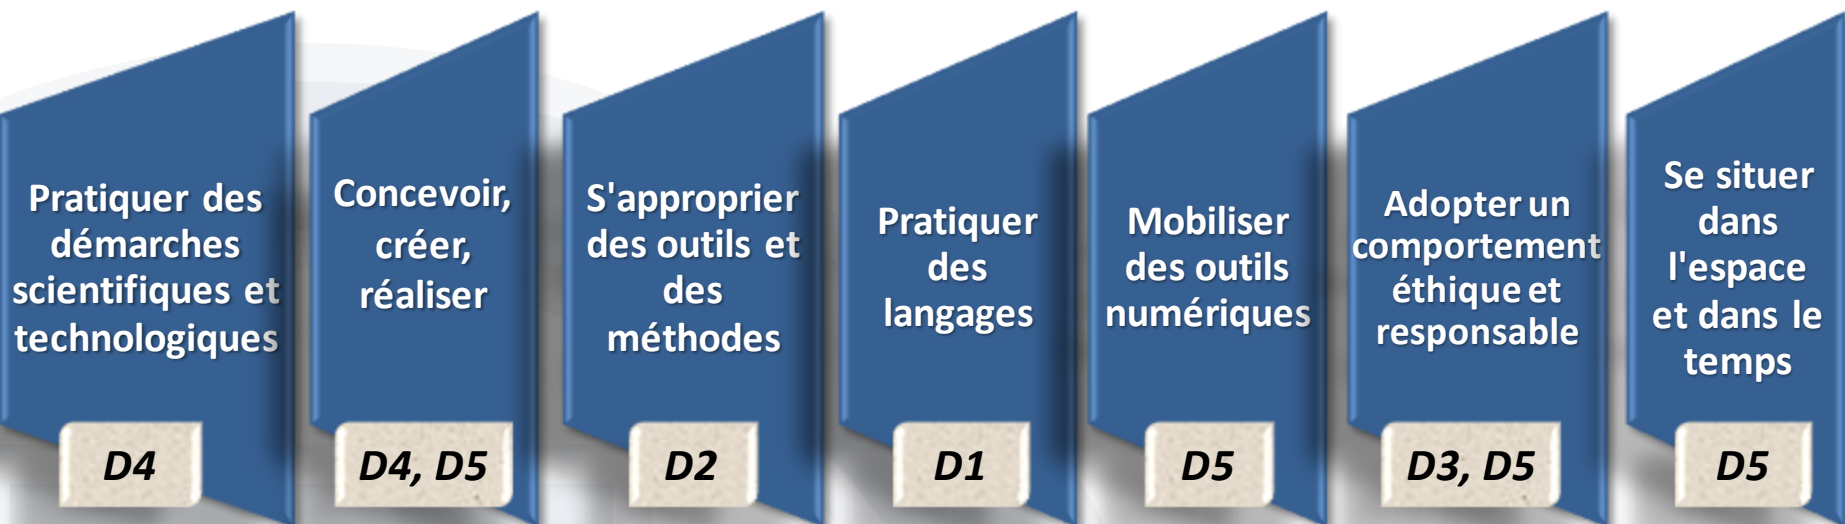 Pratiquer des
démarches
scientifiques et
technologiques
D4
Concevoir,
créer,
réaliser
D4, D5
S'approprier
des outils et
des
méthodes
D2
Pratiquer
des
langages
D1
Mobiliser
des outils
numériques
D5
Adopter un
comportement
éthique et
responsable
D3, D5
Se situer
dans
l'espace
et dans le
temps
D5